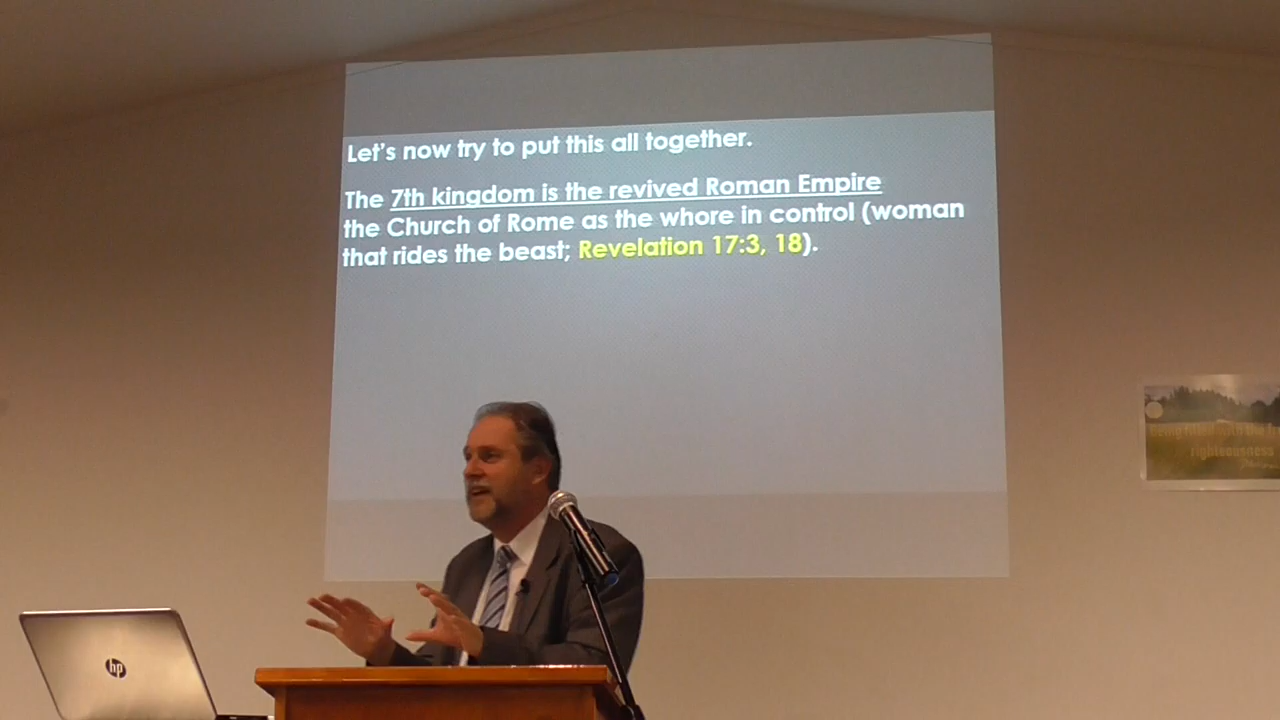 Let's now try to put this all together.
The 7th kingdom is the revived Roman Empire
the Church of Rome as the whore in control (woman
that rides the beast; Revelation 17:3, 18).
righteousness
hp